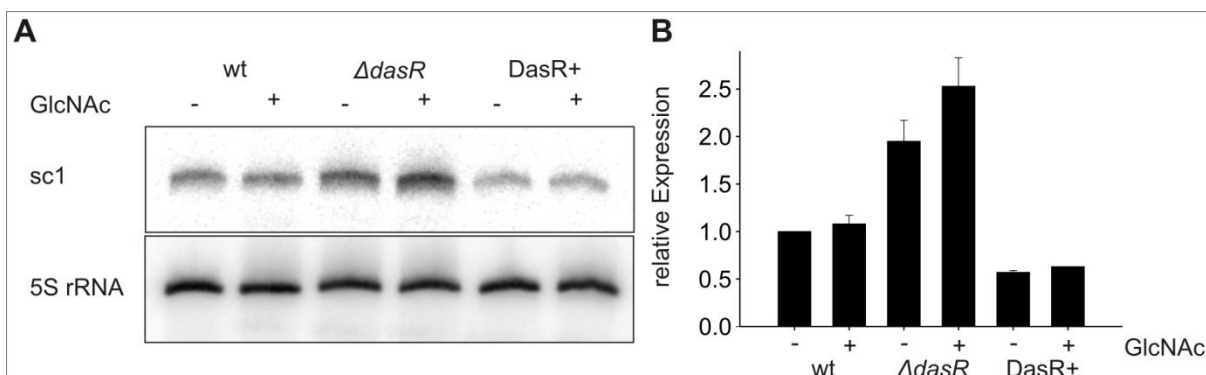 A
wt ΔdasR DasR+
GlcNAc - + - + - +
sc1
5S rRNA
B
relative Expression
2.5
2.0
1.5
1.0
0.5
0.0
- + - + - + GlcNAc
wt ΔdasR DasR+